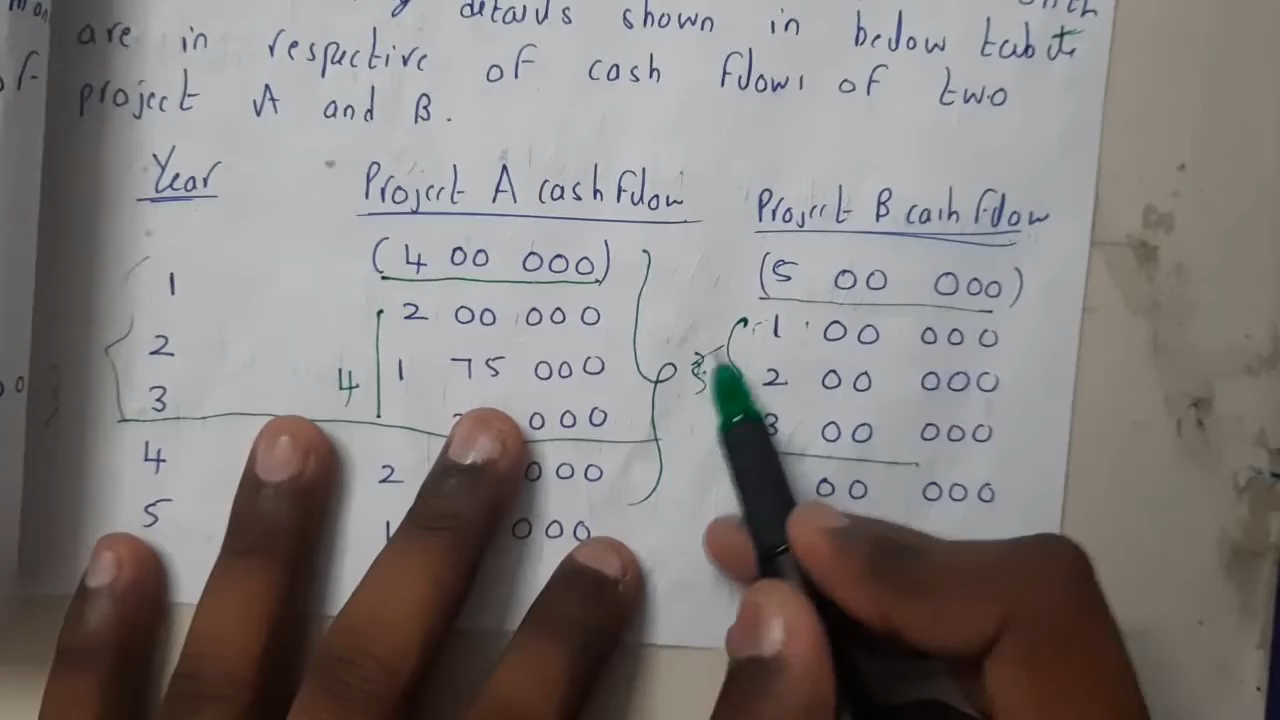 details shown in
are in respective of cash flows of two
project A and B.
Year Project A cash Flow Project B cash Flow
1 (4 00 000) (5 00 000)
2 2 00 000 1 00 000
3 4 1 75 000 2 00 000
000 3 00 000
4 2 000 00 000
5 1 000